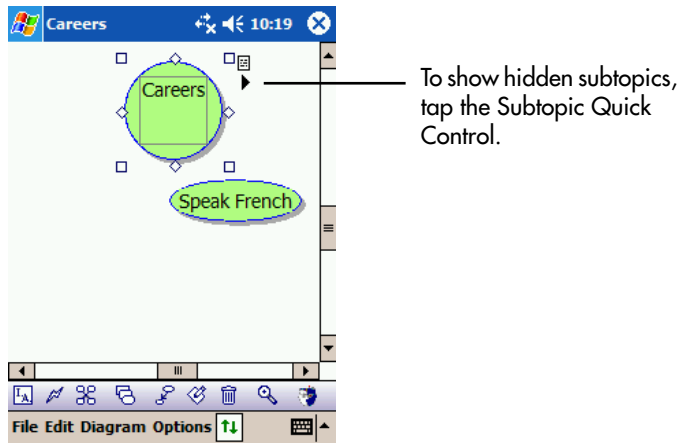 Careers
10:19
To show hidden subtopics,
tap the Subtopic Quick
Control.
Careers
Speak French
File Edit Diagram Options